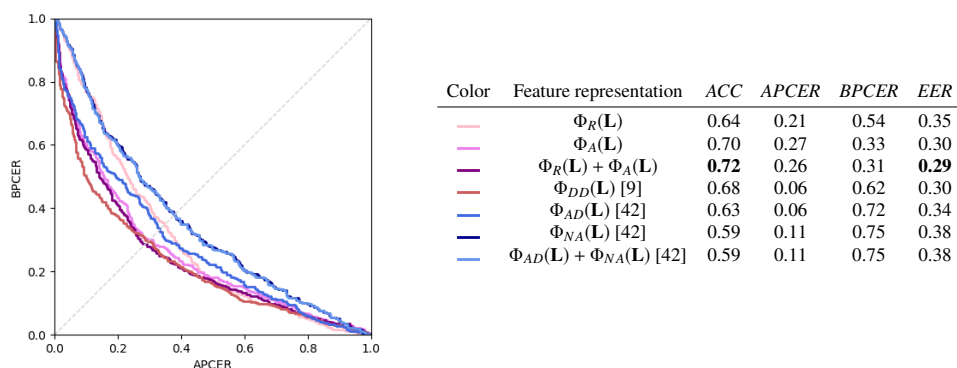 1.0
0.8
0.6
0.4
0.2
0.0
BPCER
0.0 0.2 0.4 0.6 0.8 1.0
APCER
Color Feature representation ACC APCER BPCER EER
Φ_R(L) 0.64 0.21 0.54 0.35
Φ_A(L) 0.70 0.27 0.33 0.30
Φ_R(L) + Φ_A(L) 0.72 0.26 0.31 0.29
Φ_DD(L) [9] 0.68 0.06 0.62 0.30
Φ_AD(L) [42] 0.63 0.06 0.72 0.34
Φ_NA(L) [42] 0.59 0.11 0.75 0.38
Φ_AD(L) + Φ_NA(L) [42] 0.59 0.11 0.75 0.38